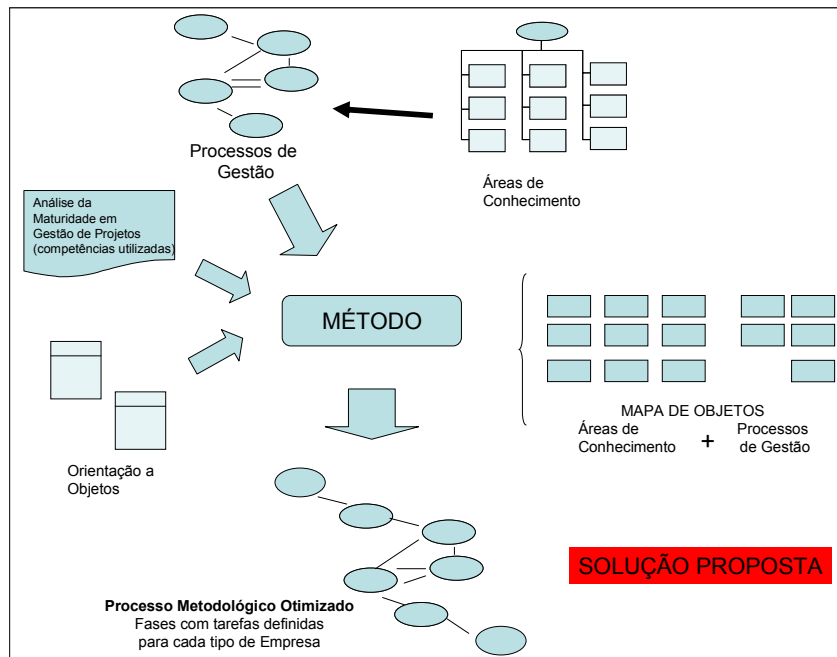 Processos de
Gestão
Áreas de
Conhecimento
Análise da
Maturidade em
Gestão de Projetos
(competências utilizadas)
MÉTODO
Orientação a
Objetos
MAPA DE OBJETOS
Áreas de
Conhecimento
+
Processos
de Gestão
SOLUÇÃO PROPOSTA
Processo Metodológico Otimizado
Fases com tarefas definidas
para cada tipo de Empresa